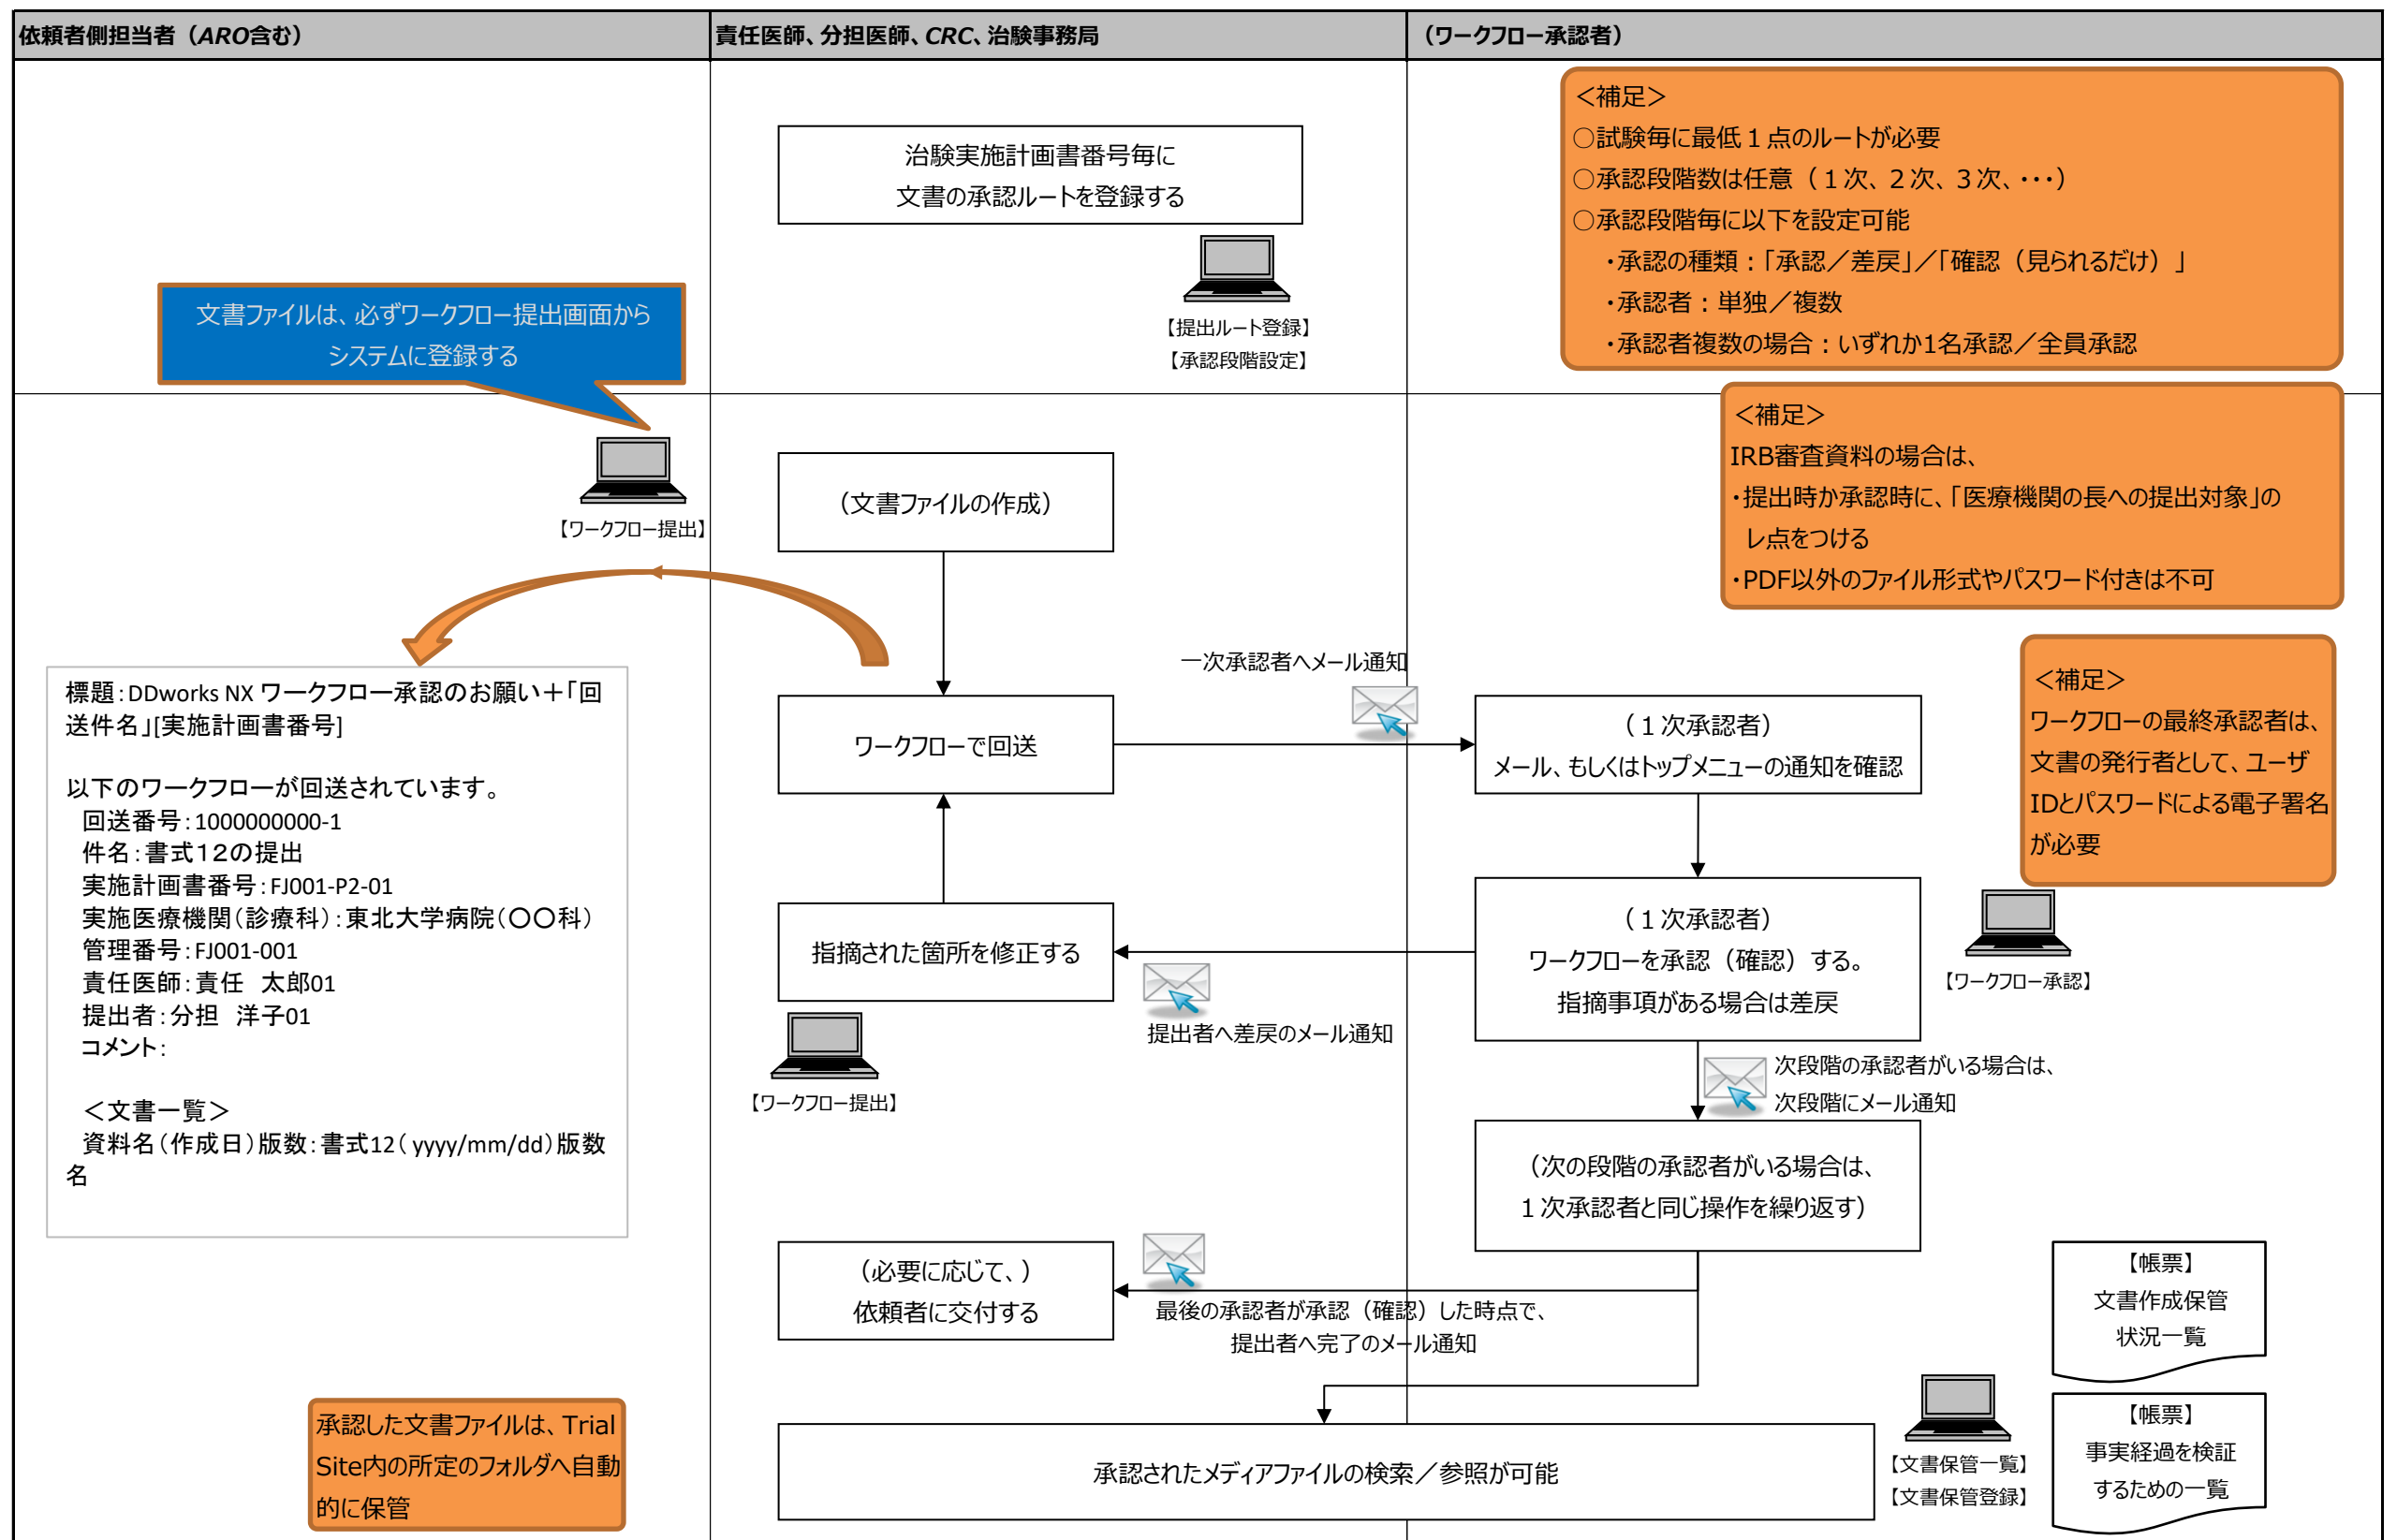 依頼者側担当者（ARO含む）
責任医師、分担医師、CRC、治験事務局
（ワークフロー承認者）
治験実施計画書番号毎に
文書の承認ルートを登録する
【提出ルート登録】
【承認段階設定】
＜補足＞
○試験毎に最低１点のルートが必要
○承認段階数は任意（１次、２次、３次、・・・）
○承認段階毎に以下を設定可能
・承認の種類：「承認／差戻」／「確認（見られるだけ）」
・承認者：単独／複数
・承認者複数の場合：いずれか1名承認／全員承認
文書ファイルは、必ずワークフロー提出画面から
システムに登録する
【ワークフロー提出】
（文書ファイルの作成）
＜補足＞
IRB審査資料の場合は、
・提出時か承認時に、「医療機関の長への提出対象」の
レ点をつける
・PDF以外のファイル形式やパスワード付きは不可
標題：DDworks NX ワークフロー承認のお願い＋「回
送件名」[実施計画書番号]
以下のワークフローが回送されています。
回送番号：1000000000-1
件名：書式１２の提出
実施計画書番号：FJ001-P2-01
実施医療機関（診療科）：東北大学病院（〇〇科）
管理番号：FJ001-001
責任医師：責任　太郎01
提出者：分担　洋子01
コメント：
＜文書一覧＞
資料名（作成日）版数：書式12（ yyyy/mm/dd）版数
名
ワークフローで回送
一次承認者へメール通知
（１次承認者）
メール、もしくはトップメニューの通知を確認
＜補足＞
ワークフローの最終承認者は、
文書の発行者として、ユーザ
IDとパスワードによる電子署名
が必要
指摘された箇所を修正する
【ワークフロー提出】
提出者へ差戻のメール通知
（１次承認者）
ワークフローを承認（確認）する。
指摘事項がある場合は差戻
【ワークフロー承認】
次段階の承認者がいる場合は、
次段階にメール通知
（次の段階の承認者がいる場合は、
１次承認者と同じ操作を繰り返す）
（必要に応じて、）
依頼者に交付する
最後の承認者が承認（確認）した時点で、
提出者へ完了のメール通知
【帳票】
文書作成保管
状況一覧
承認した文書ファイルは、Trial
Site内の所定のフォルダへ自動
的に保管
承認されたメディアファイルの検索／参照が可能
【文書保管一覧】
【文書保管登録】
【帳票】
事実経過を検証
するための一覧